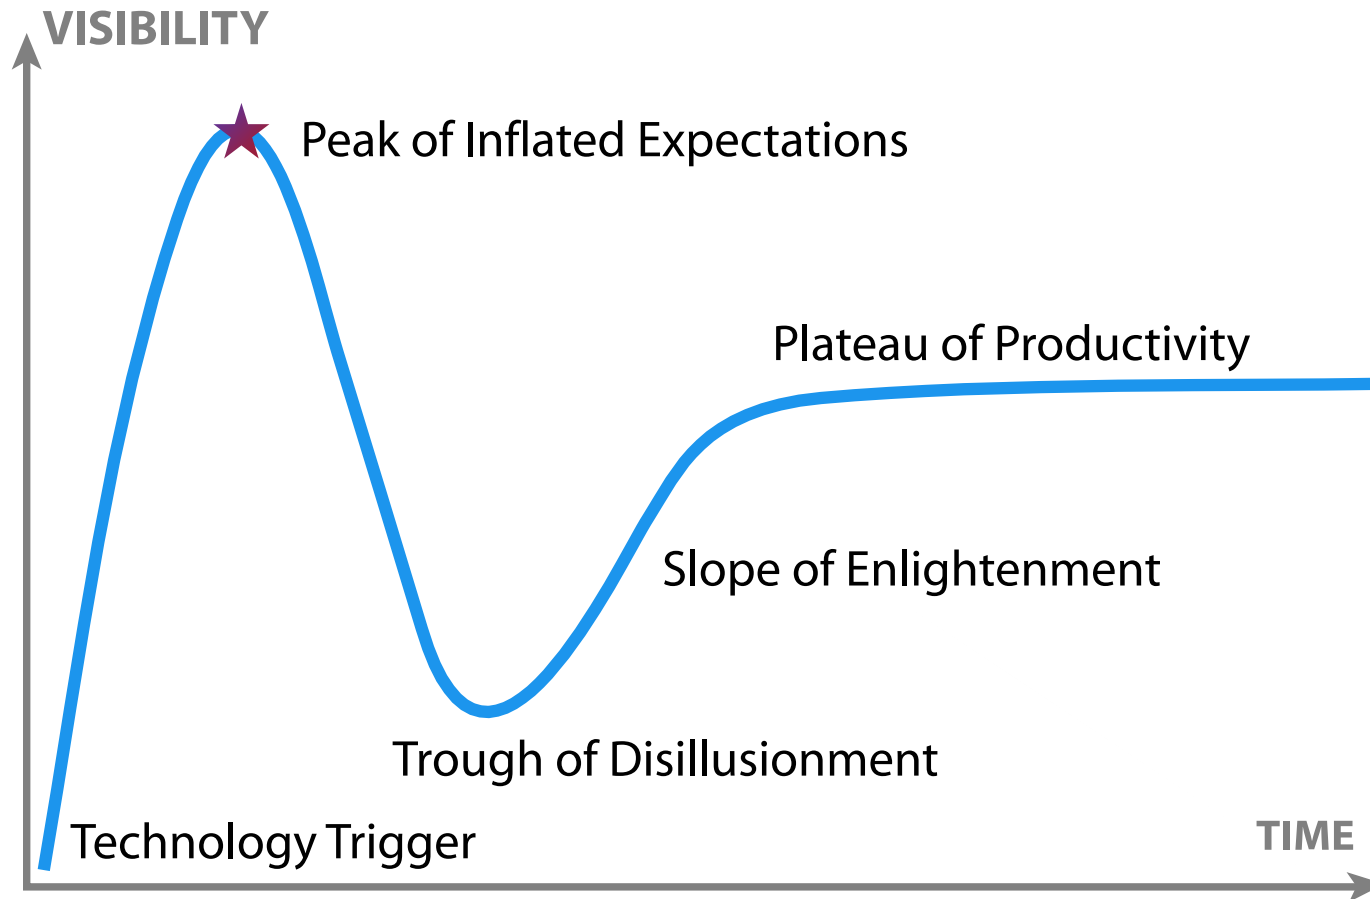 VISIBILITY
Peak of Inflated Expectations
Plateau of Productivity
Slope of Enlightenment
Trough of Disillusionment
Technology Trigger
TIME